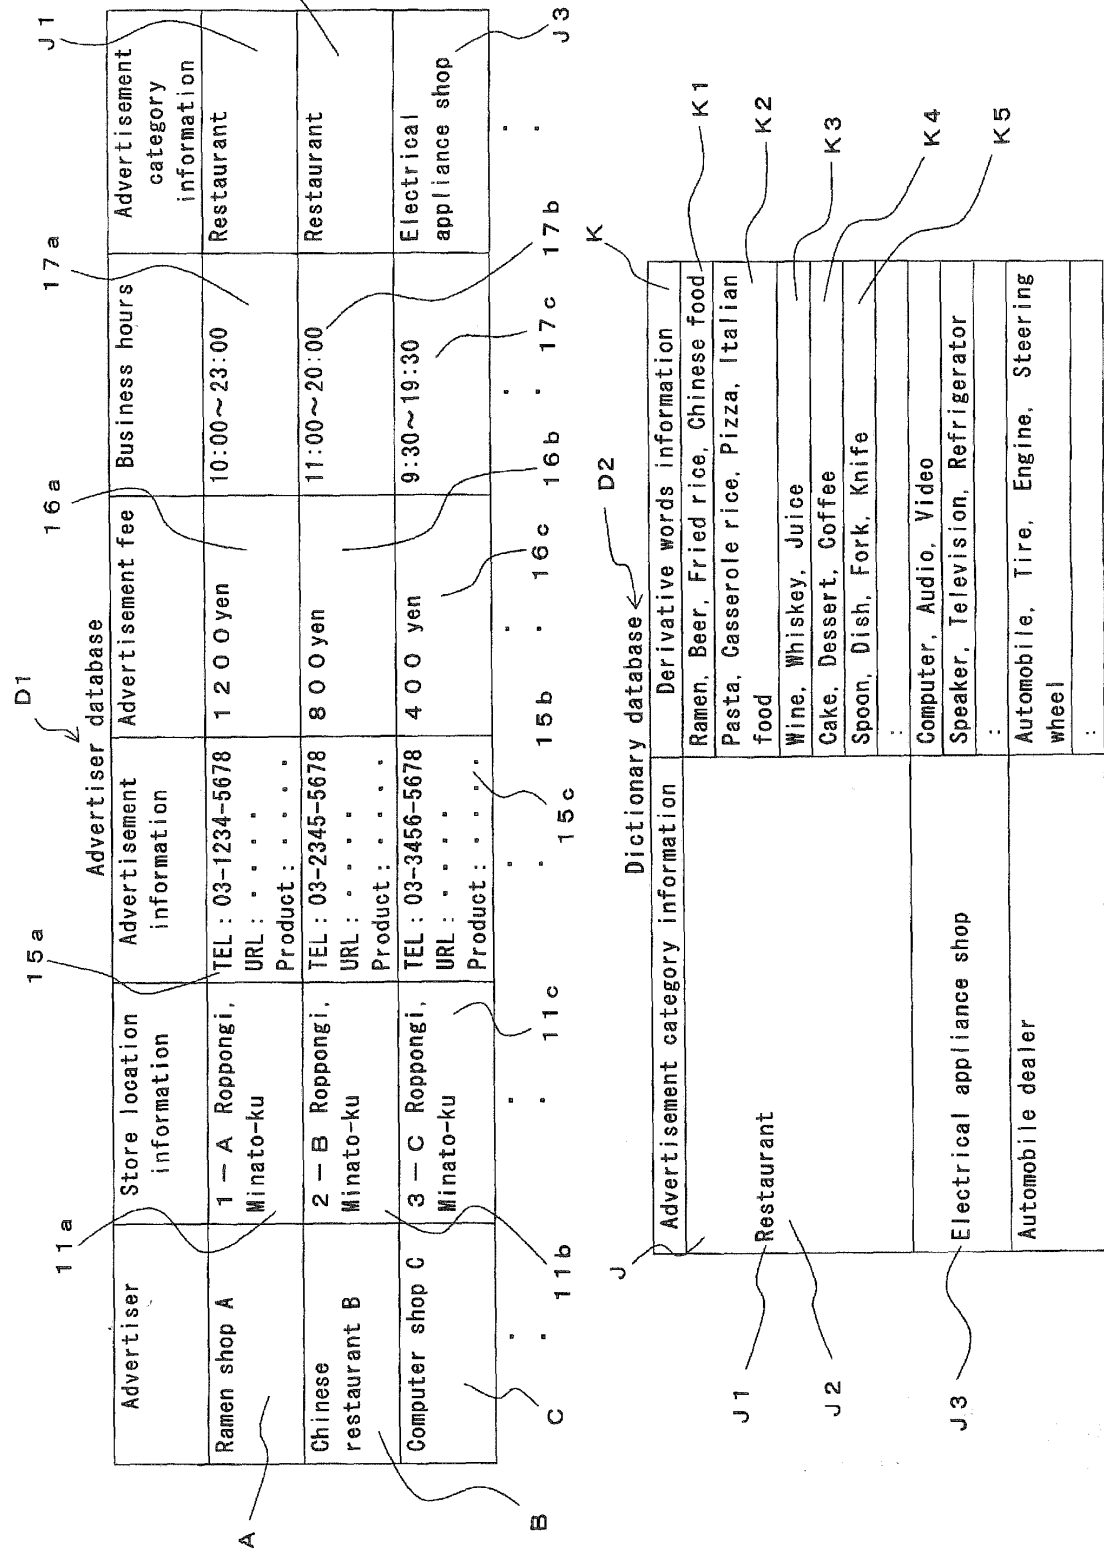 D1
Advertiser database
Advertiser
Store location
information
Advertisement
information
Advertisement fee
Business hours
Advertisement
category
information
Ramen shop A
1－A Roppongi,
Minato-ku
TEL：03-1234-5678
URL：・・・・
Product：・・・・
1200yen
10:00～23:00
Restaurant
Chinese
restaurant B
2－B Roppongi,
Minato-ku
TEL：03-2345-5678
URL：・・・・
Product：・・・・
800yen
11:00～20:00
Restaurant
Computer shop C
3－C Roppongi,
Minato-ku
TEL：03-3456-5678
URL：・・・・
Product：・・・・
400 yen
9:30～19:30
Electrical
appliance shop
A
B
C
11a
11b
11c
15a
15b
15c
16a
16b
16c
17a
17b
17c
J1
J3
D2
Dictionary database
Advertisement category information
Derivative words information
Restaurant
Ramen, Beer, Fried rice, Chinese food
Pasta, Casserole rice, Pizza, Italian
food
Wine, Whiskey, Juice
Cake, Dessert, Coffee
Spoon, Dish, Fork, Knife
:
Electrical appliance shop
Computer, Audio, Video
Speaker, Television, Refrigerator
:
Automobile dealer
Automobile, Tire, Engine, Steering
wheel
:
J
J1
J2
J3
K
K1
K2
K3
K4
K5